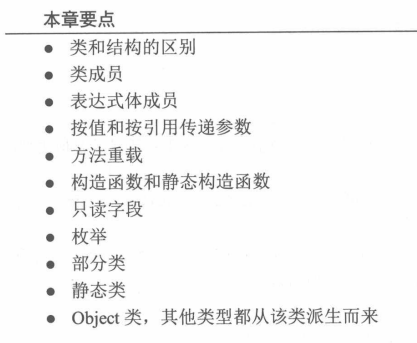 本章要点
● 类和结构的区别
● 类成员
● 表达式体成员
● 按值和按引用传递参数
● 方法重载
● 构造函数和静态构造函数
● 只读字段
● 枚举
● 部分类
● 静态类
● Object 类，其他类型都从该类派生而来